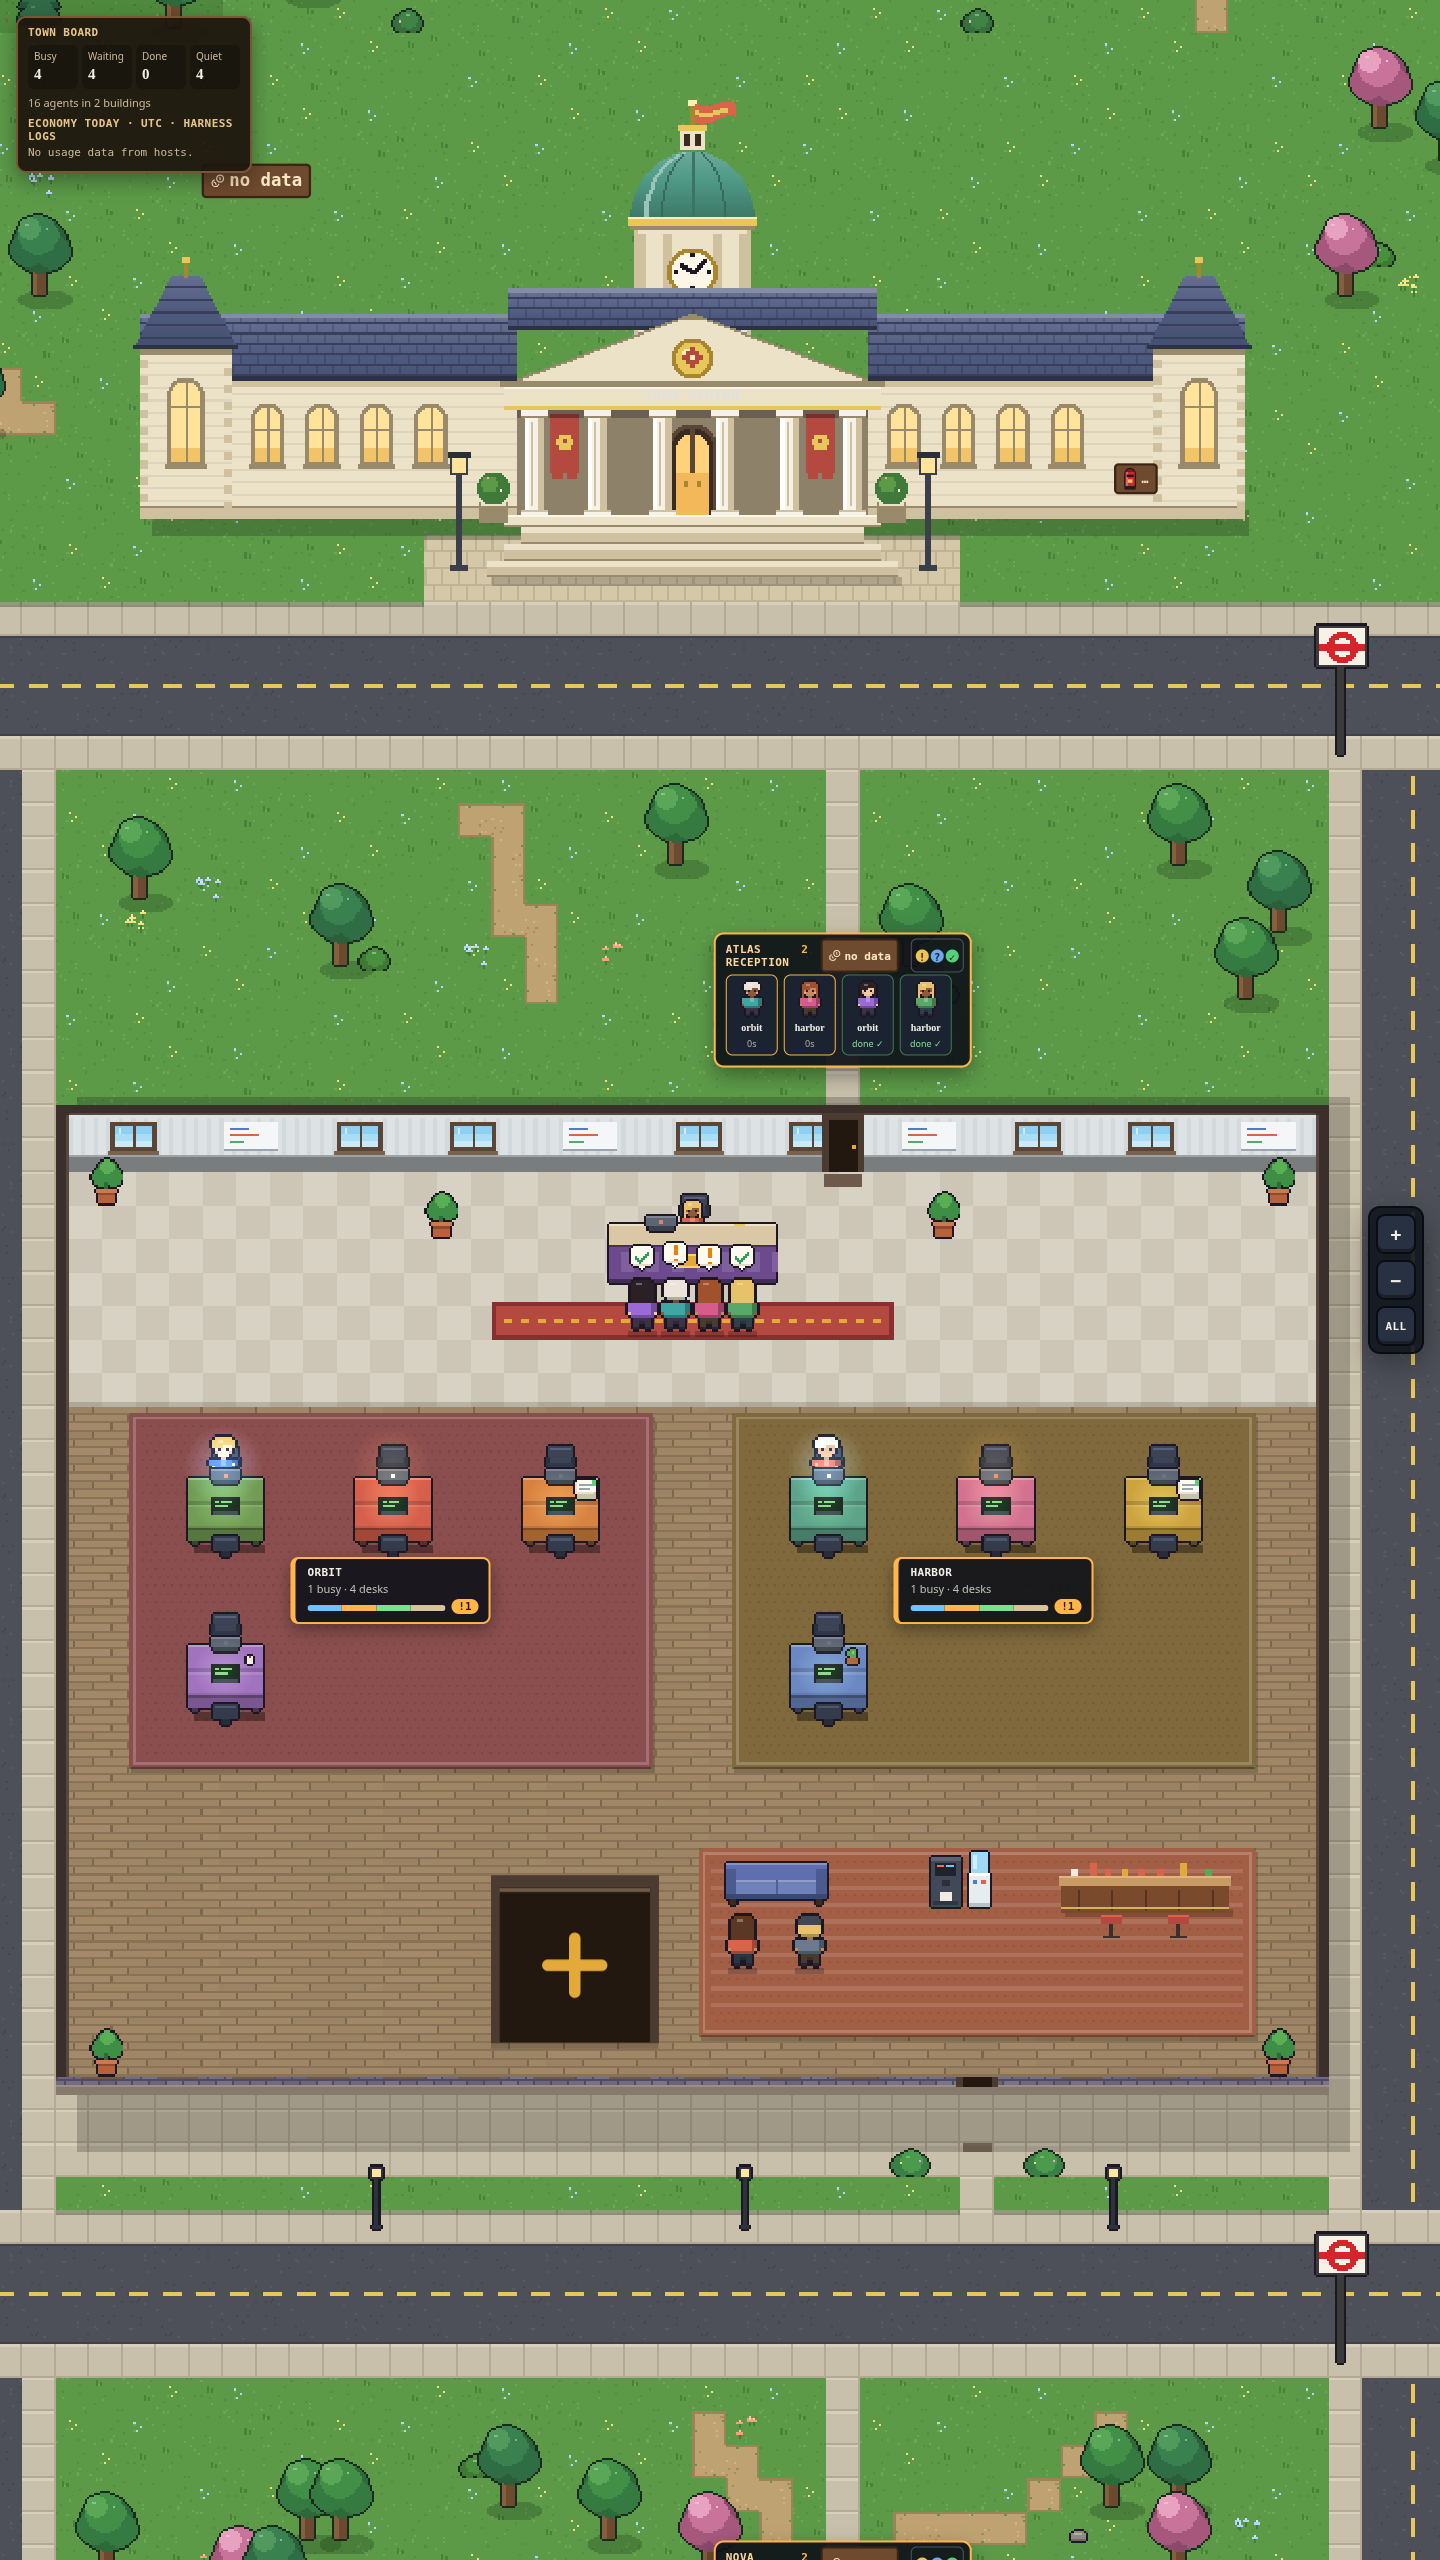 TOWN BOARD
Busy Waiting Done Quiet
4 4 0 4
16 agents in 2 buildings
ECONOMY TODAY · UTC · HARNESS
LOGS
No usage data from hosts.
no data
...
ATLAS 2 no data ! ? ✓
RECEPTION
orbit harbor orbit harbor
0s 0s done ✓ done ✓
+
−
ALL
ORBIT
1 busy · 4 desks
!1
HARBOR
1 busy · 4 desks
!1
NOVA 2